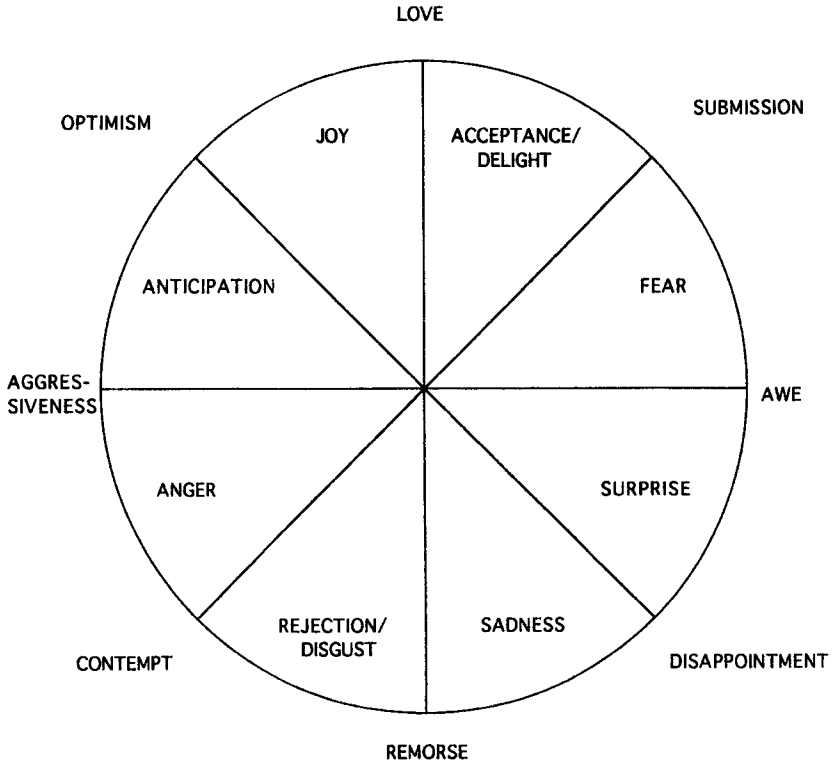 LOVE
OPTIMISM
SUBMISSION
JOY
ACCEPTANCE/
DELIGHT
ANTICIPATION
FEAR
AGGRES-
SIVENESS
AWE
ANGER
SURPRISE
REJECTION/
DISGUST
SADNESS
CONTEMPT
DISAPPOINTMENT
REMORSE